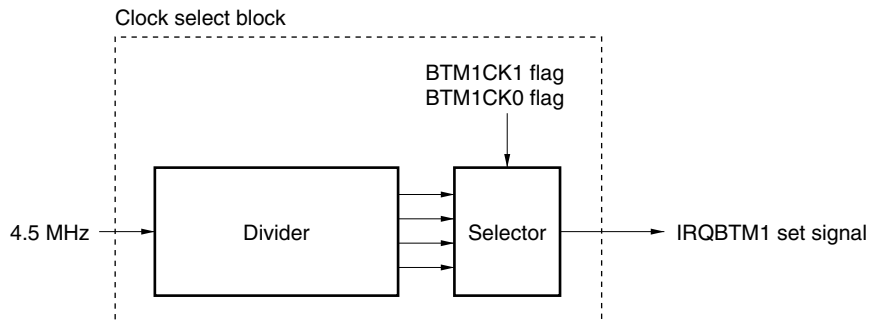 Clock select block
BTM1CK1 flag
BTM1CK0 flag
4.5 MHz
Divider
Selector
IRQBTM1 set signal